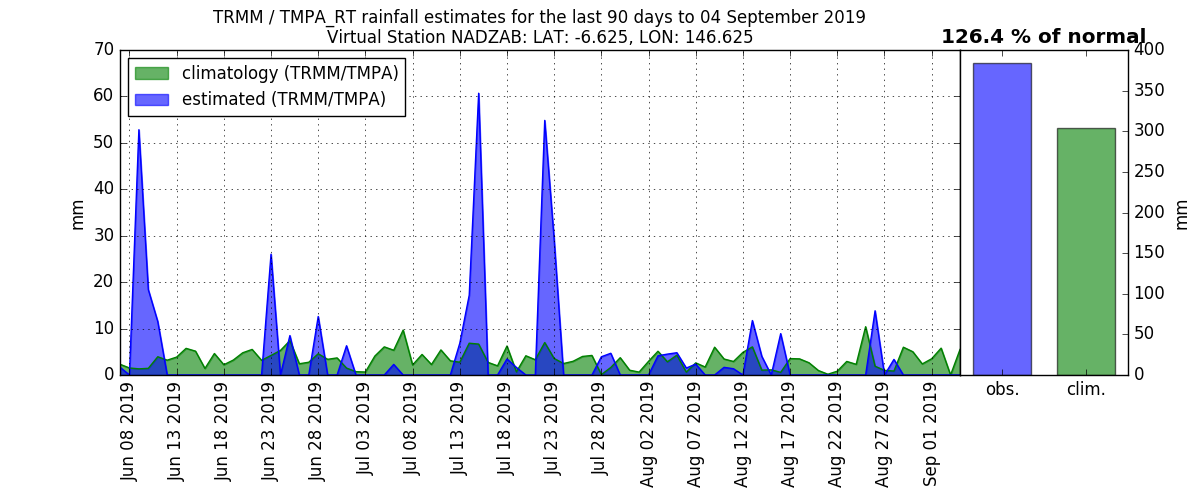 TRMM / TMPA_RT rainfall estimates for the last 90 days to 04 September 2019
Virtual Station NADZAB: LAT: -6.625, LON: 146.625
126.4 % of normal
climatology (TRMM/TMPA)
estimated (TRMM/TMPA)
mm
70
60
50
40
30
20
10
0
Jun 08 2019
Jun 13 2019
Jun 18 2019
Jun 23 2019
Jun 28 2019
Jul 03 2019
Jul 08 2019
Jul 13 2019
Jul 18 2019
Jul 23 2019
Jul 28 2019
Aug 02 2019
Aug 07 2019
Aug 12 2019
Aug 17 2019
Aug 22 2019
Aug 27 2019
Sep 01 2019
400
350
300
250
200
150
100
50
0
mm
obs.
clim.